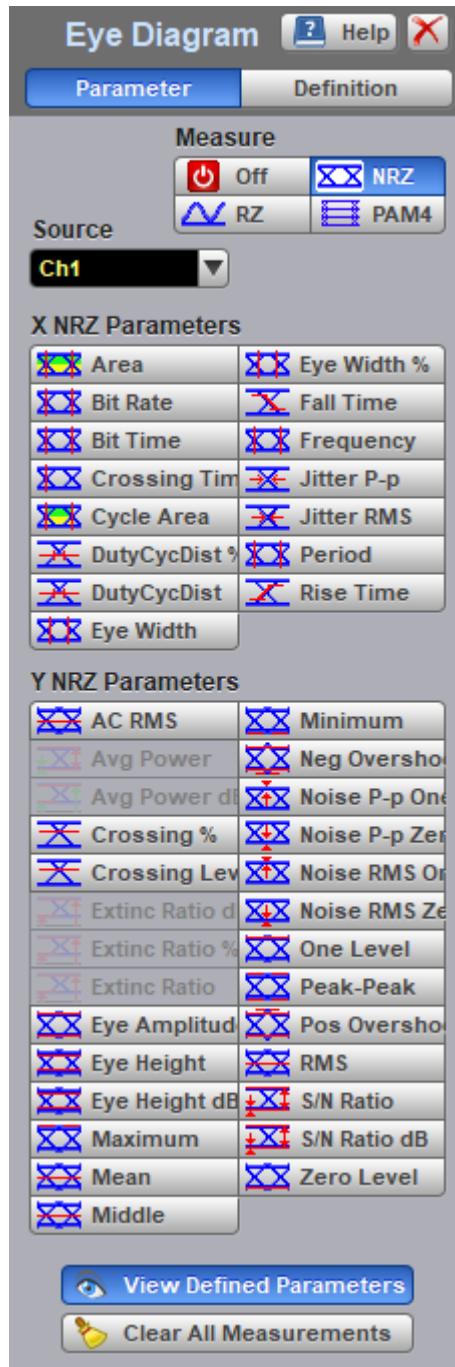 Eye Diagram Help
Parameter Definition
Measure
Off NRZ
RZ PAM4
Source
Ch1
X NRZ Parameters
Area Eye Width %
Bit Rate Fall Time
Bit Time Frequency
Crossing Tim Jitter P-p
Cycle Area Jitter RMS
DutyCycDist % Period
DutyCycDist Rise Time
Eye Width
Y NRZ Parameters
AC RMS Minimum
Avg Power Neg Oversho
Avg Power dB Noise P-p One
Crossing % Noise P-p Zer
Crossing Lev Noise RMS On
Extinc Ratio d Noise RMS Ze
Extinc Ratio % One Level
Extinc Ratio Peak-Peak
Eye Amplitud Pos Oversho
Eye Height RMS
Eye Height dB S/N Ratio
Maximum S/N Ratio dB
Mean Zero Level
Middle
View Defined Parameters
Clear All Measurements